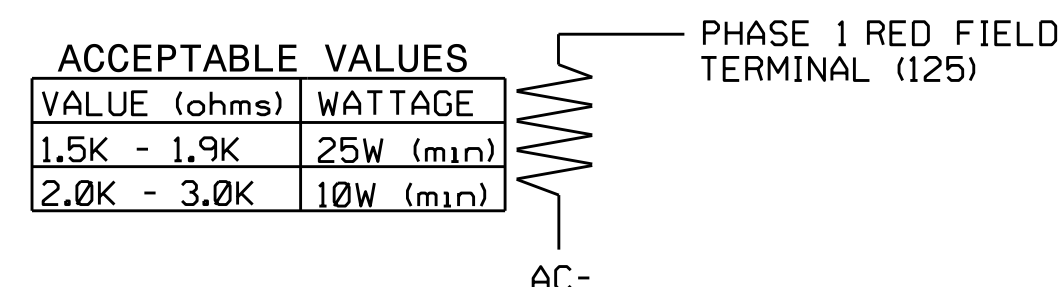 ACCEPTABLE VALUES
VALUE (ohms) WATTAGE
1.5K - 1.9K 25W (min)
2.0K - 3.0K 10W (min)
PHASE 1 RED FIELD
TERMINAL (125)
AC-